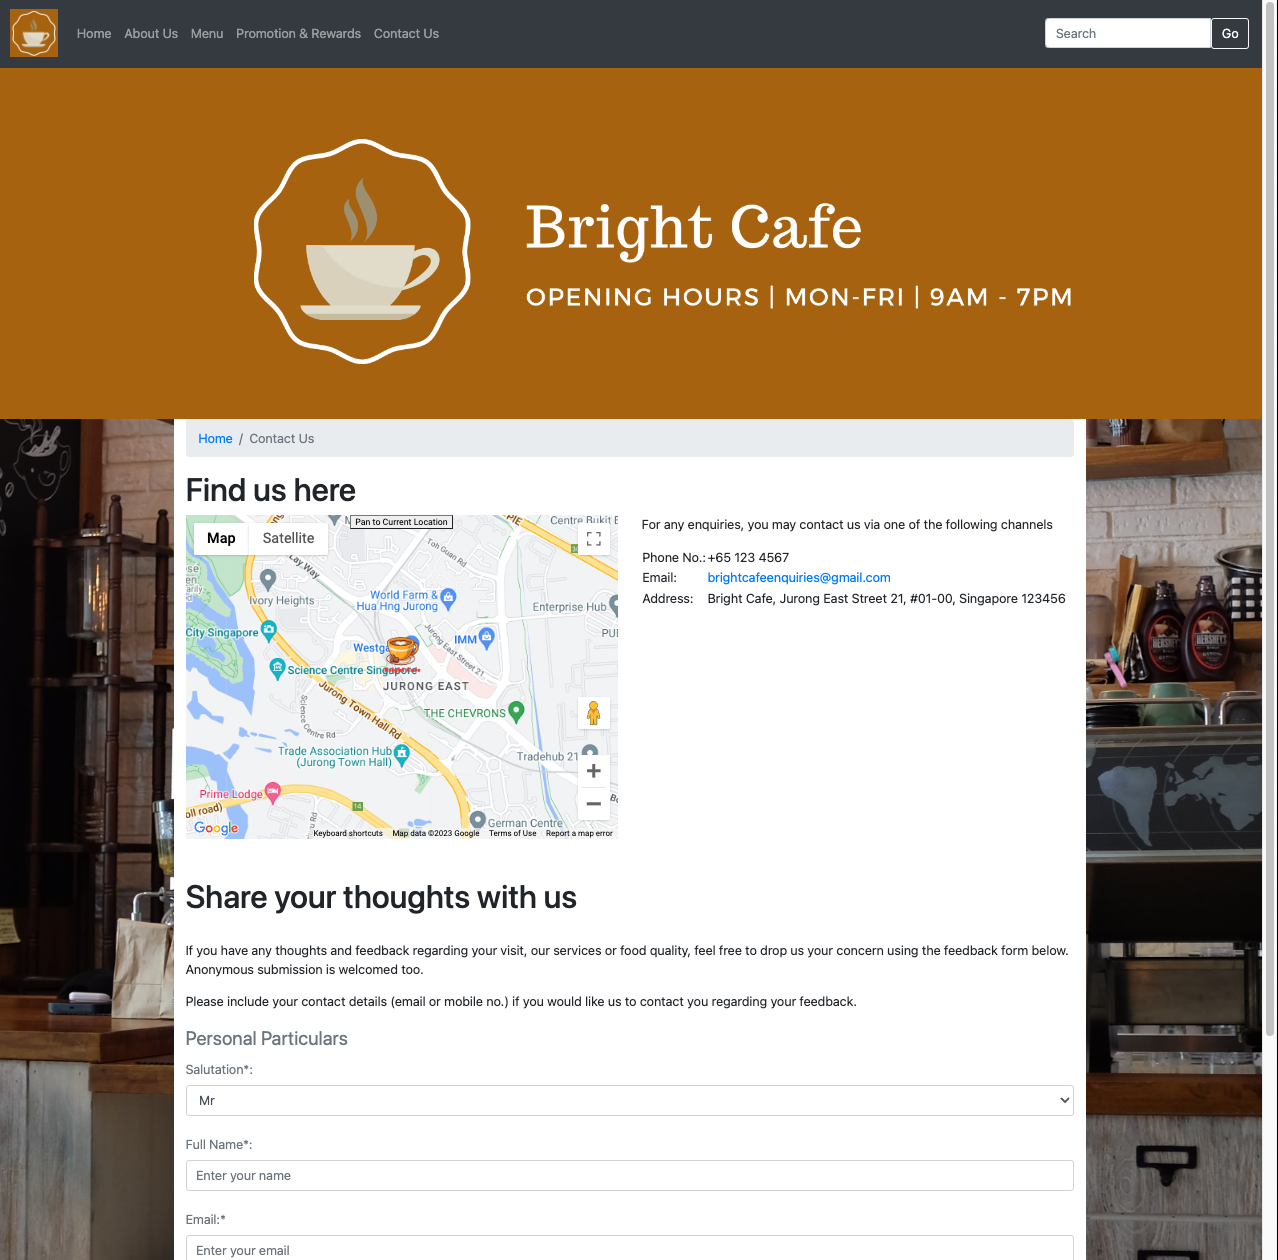 Home About Us Menu Promotion & Rewards Contact Us
Search Go
Bright Cafe
OPENING HOURS | MON-FRI | 9AM - 7PM
Home / Contact Us
Find us here
Map Satellite
Pan to Current Location
PIE
Toh Guan Rd
Lay Way
Ivory Heights
World Farm &
Hua Hng Jurong
Enterprise Hub
City Singapore
IMM
Jurong East Street 21
Science Centre Singapore
JURONG EAST
Science Centre Rd
Jurong Town Hall Rd
THE CHEVRONS
Trade Association Hub
(Jurong Town Hall)
Tradehub 21
Prime Lodge
14
German Centre
Google
Keyboard shortcuts Map data ©2023 Google Terms of Use Report a map error
For any enquiries, you may contact us via one of the following channels
Phone No.: +65 123 4567
Email: brightcafeenquiries@gmail.com
Address: Bright Cafe, Jurong East Street 21, #01-00, Singapore 123456
HERSHEY'S
Share your thoughts with us
If you have any thoughts and feedback regarding your visit, our services or food quality, feel free to drop us your concern using the feedback form below.
Anonymous submission is welcomed too.
Please include your contact details (email or mobile no.) if you would like us to contact you regarding your feedback.
Personal Particulars
Salutation*:
Mr
Full Name*:
Enter your name
Email:*
Enter your email